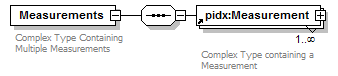 Measurements
pidx:Measurement
1..∞
Complex Type Containing
Multiple Measurements
Complex Type containing a
Measurement